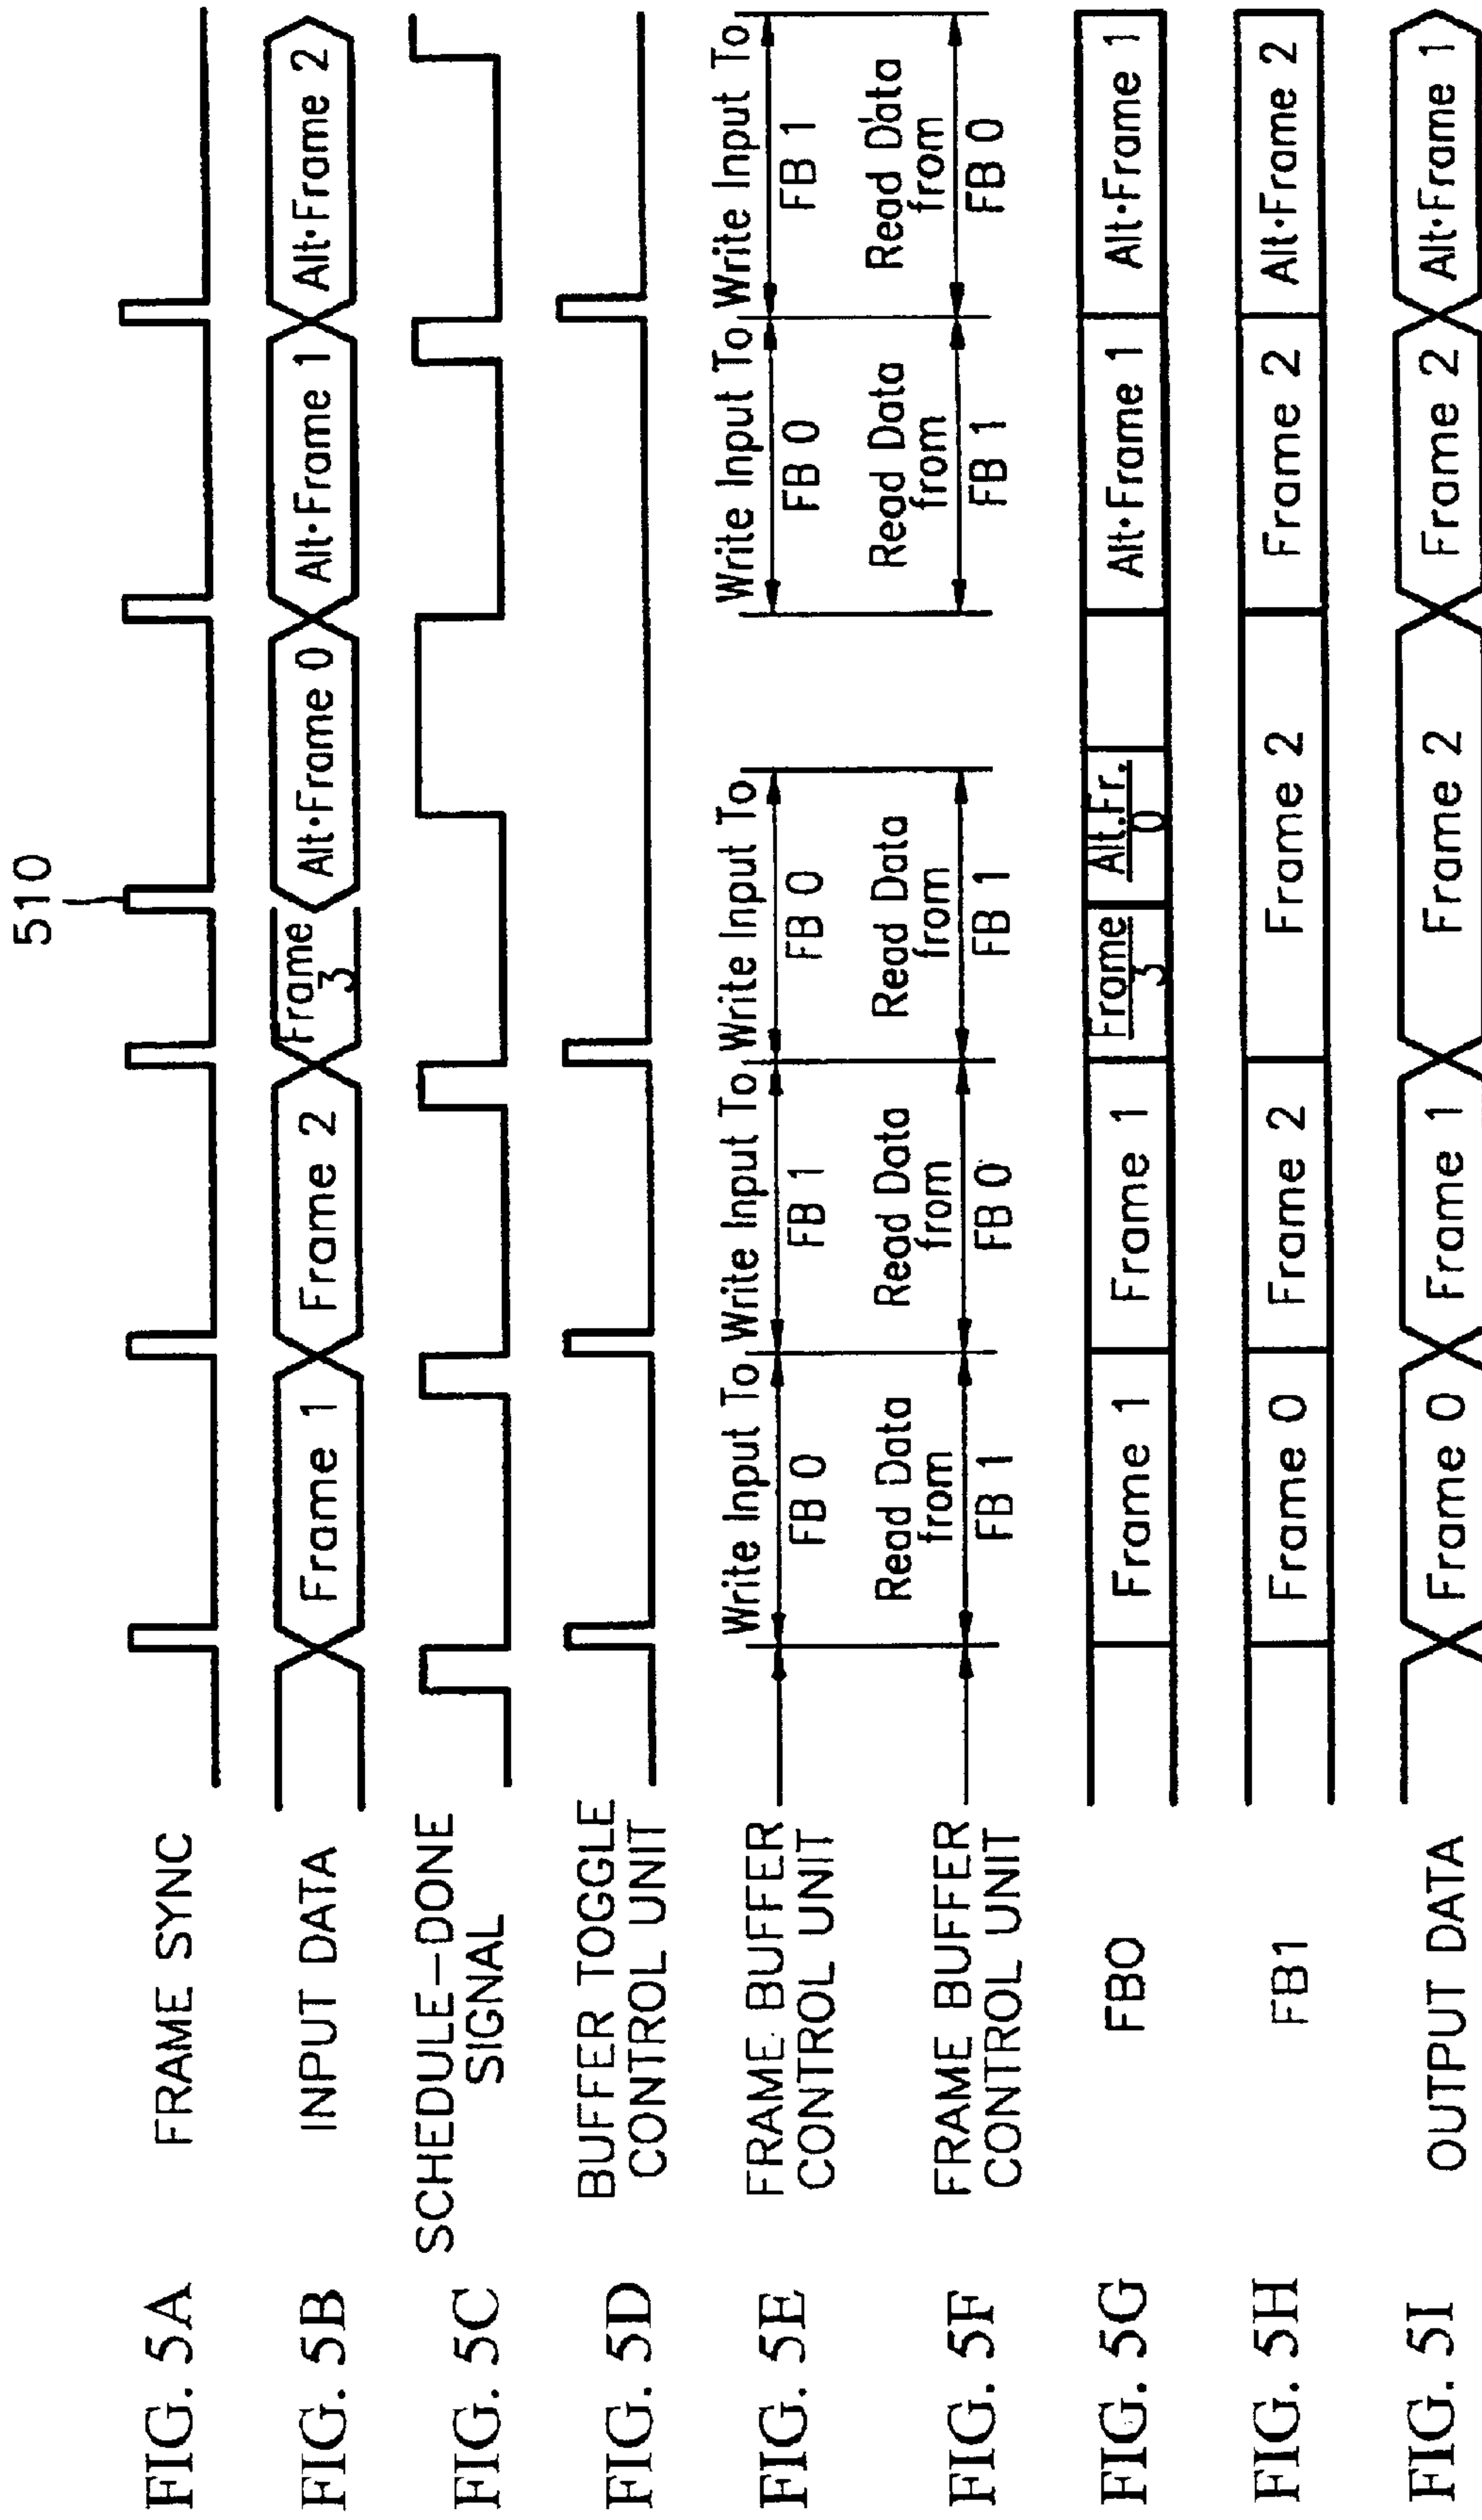 510
FIG. 5A FRAME SYNC
FIG. 5B INPUT DATA Frame 1 Frame 2 Frame 3 Alt·Frame 0 Alt·Frame 1 Alt·Frame 2
FIG. 5C SCHEDULE-DONE
SIGNAL
FIG. 5D BUFFER TOGGLE
CONTROL UNIT
Write Input To Write Input To Write Input To Write Input To Write Input To
FIG. 5E FRAME BUFFER
CONTROL UNIT FB 0 FB 1 FB 0 FB 0 FB 1
Read Data from Read Data from Read Data from Read Data from Read Data from
FIG. 5F FRAME BUFFER
CONTROL UNIT FB 1 FB 0 FB 1 FB 1 FB 0
FIG. 5G FB0 Frame 1 Frame 1 Frame 3 Alt.Fr. 0 Alt·Frame 1 Alt·Frame 1
FIG. 5H FB1 Frame 0 Frame 2 Frame 2 Frame 2 Alt·Frame 2
FIG. 5I OUTPUT DATA Frame 0 Frame 1 Frame 2 Frame 2 Alt·Frame 1